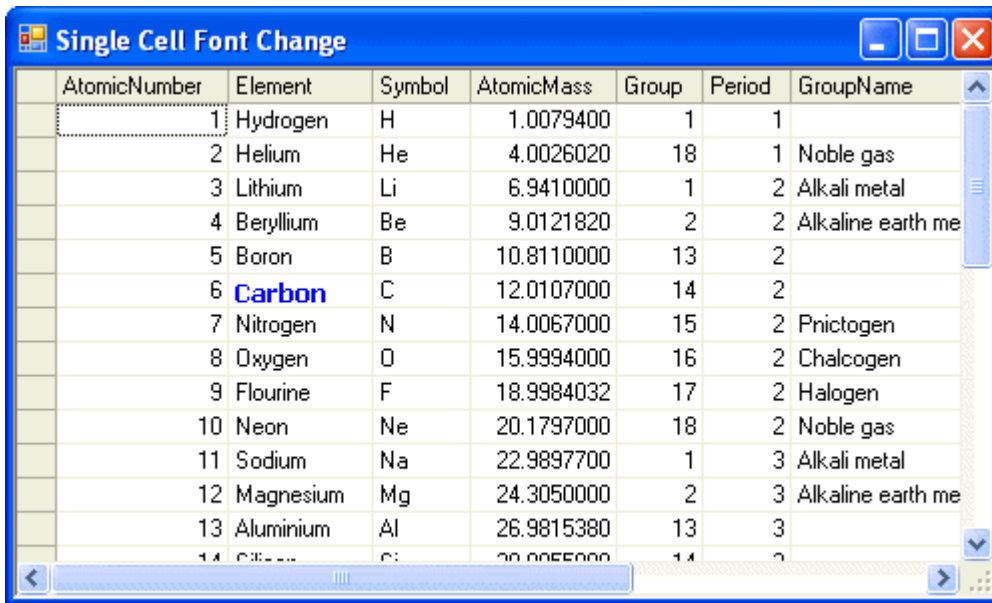 Single Cell Font Change
AtomicNumber Element Symbol AtomicMass Group Period GroupName
1 Hydrogen H 1.0079400 1 1
2 Helium He 4.0026020 18 1 Noble gas
3 Lithium Li 6.9410000 1 2 Alkali metal
4 Beryllium Be 9.0121820 2 2 Alkaline earth me
5 Boron B 10.8110000 13 2
6 Carbon C 12.0107000 14 2
7 Nitrogen N 14.0067000 15 2 Pnictogen
8 Oxygen O 15.9994000 16 2 Chalcogen
9 Flourine F 18.9984032 17 2 Halogen
10 Neon Ne 20.1797000 18 2 Noble gas
11 Sodium Na 22.9897700 1 3 Alkali metal
12 Magnesium Mg 24.3050000 2 3 Alkaline earth me
13 Aluminium Al 26.9815380 13 3